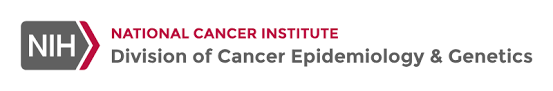 NIH
NATIONAL CANCER INSTITUTE
Division of Cancer Epidemiology & Genetics